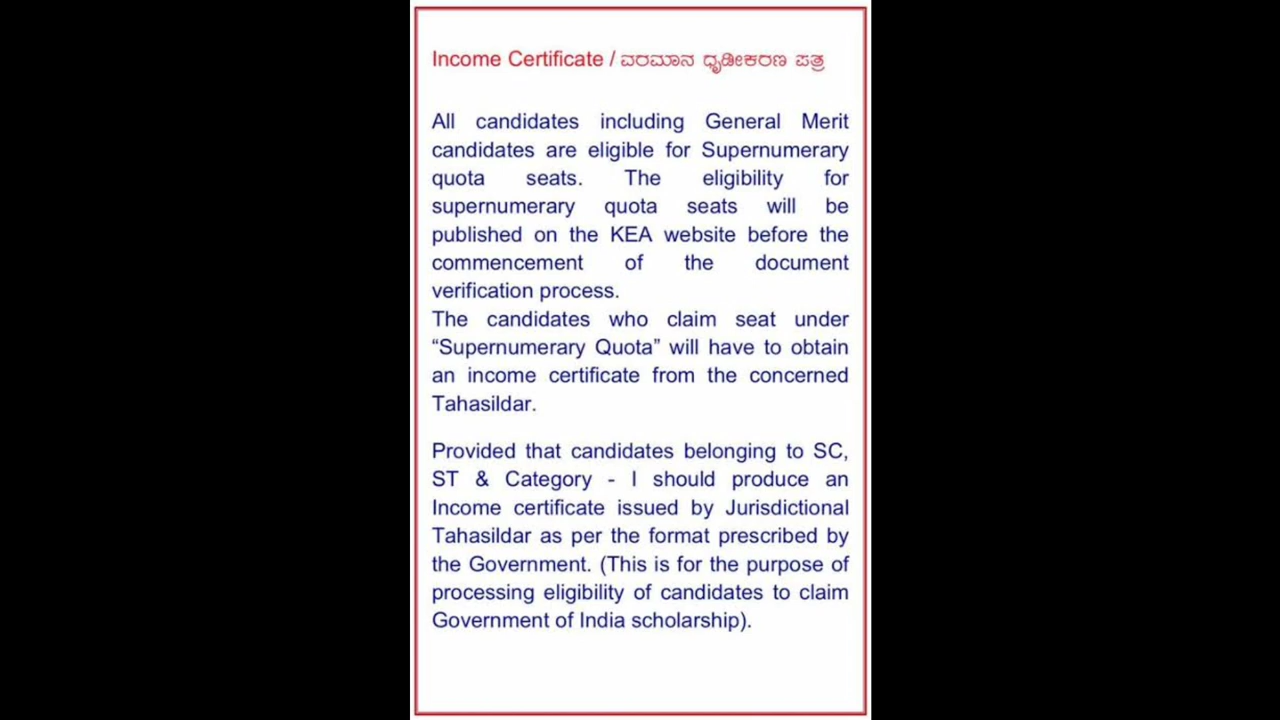 Income Certificate / ವರಮಾನ ಧೃಡೀಕರಣ ಪತ್ರ
All candidates including General Merit
candidates are eligible for Supernumerary
quota seats. The eligibility for
supernumerary quota seats will be
published on the KEA website before the
commencement of the document
verification process.
The candidates who claim seat under
“Supernumerary Quota” will have to obtain
an income certificate from the concerned
Tahasildar.
Provided that candidates belonging to SC,
ST & Category - I should produce an
Income certificate issued by Jurisdictional
Tahasildar as per the format prescribed by
the Government. (This is for the purpose of
processing eligibility of candidates to claim
Government of India scholarship).